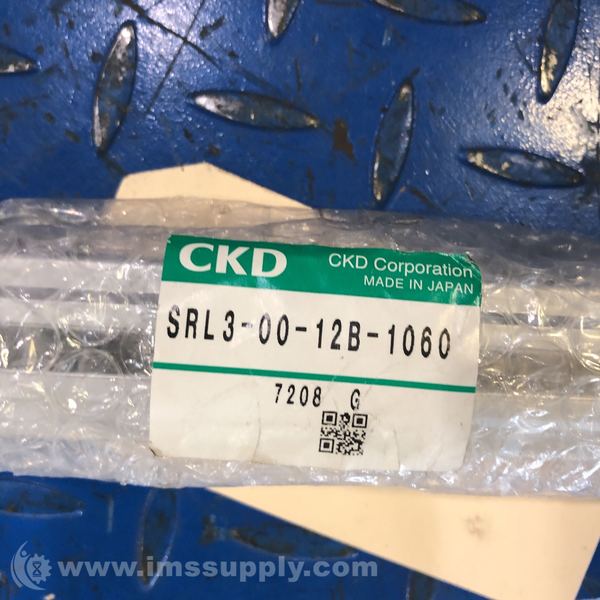 CKD
CKD Corporation
MADE IN JAPAN
SRL3-00-12B-1060
7208 G
www.imssupply.com